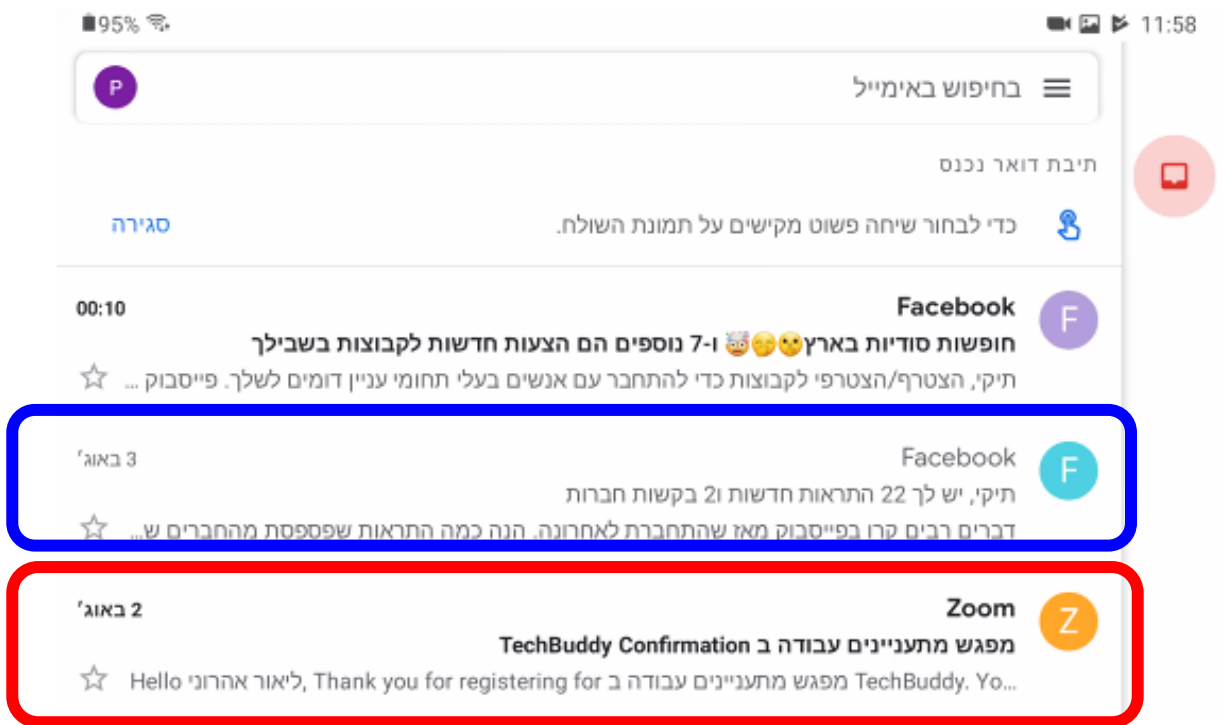 95% 11:58
P בחיפוש באימייל
תיבת דואר נכנס
כדי לבחור שיחה פשוט מקישים על תמונת השולח. סגירה
F Facebook 00:10
חופשות סודיות בארץ🤫🤭🤯 ו-7 נוספים הם הצעות חדשות לקבוצות בשבילך
תיקי, הצטרף/הצטרפי לקבוצות כדי להתחבר עם אנשים בעלי תחומי עניין דומים לשלך. פייסבוק ...
F Facebook 3 באוג׳
תיקי, יש לך 22 התראות חדשות ו2 בקשות חברות
דברים רבים קרו בפייסבוק מאז שהתחברת לאחרונה. הנה כמה התראות שפספסת מהחברים ש...
Z Zoom 2 באוג׳
מפגש מתעניינים עבודה ב TechBuddy Confirmation
Hello ליאור אהרוני, Thank you for registering for מפגש מתעניינים עבודה ב TechBuddy. Yo...